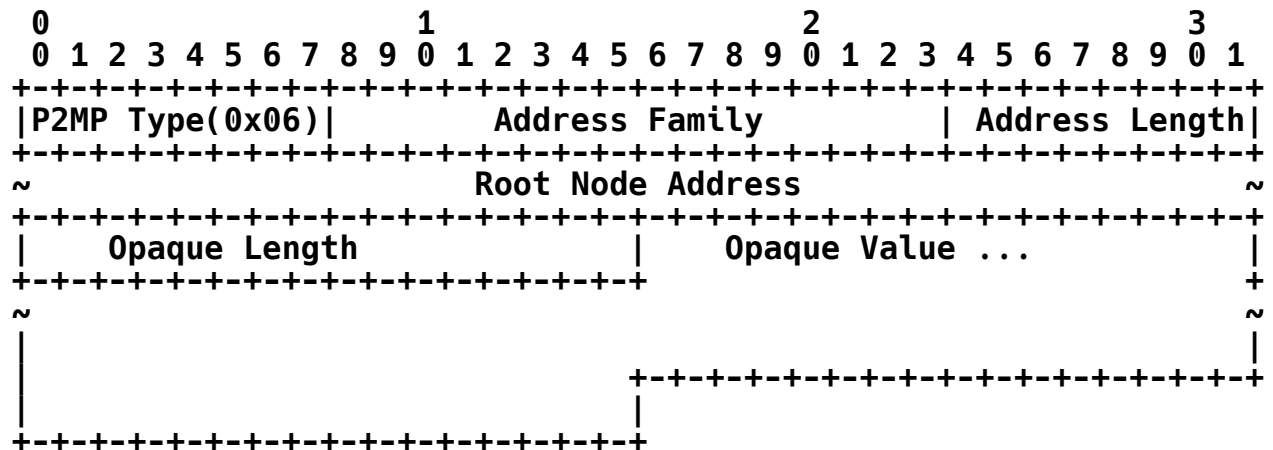 0                   1                   2                   3
 0 1 2 3 4 5 6 7 8 9 0 1 2 3 4 5 6 7 8 9 0 1 2 3 4 5 6 7 8 9 0 1
+-+-+-+-+-+-+-+-+-+-+-+-+-+-+-+-+-+-+-+-+-+-+-+-+-+-+-+-+-+-+-+-+
|P2MP Type(0x06)|        Address Family         | Address Length|
+-+-+-+-+-+-+-+-+-+-+-+-+-+-+-+-+-+-+-+-+-+-+-+-+-+-+-+-+-+-+-+-+
~                       Root Node Address                       ~
+-+-+-+-+-+-+-+-+-+-+-+-+-+-+-+-+-+-+-+-+-+-+-+-+-+-+-+-+-+-+-+-+
|    Opaque Length              |    Opaque Value ...           |
+-+-+-+-+-+-+-+-+-+-+-+-+-+-+-+-+                               +
~                                                               ~
|                                                               |
|                               +-+-+-+-+-+-+-+-+-+-+-+-+-+-+-+-+
|                               |
+-+-+-+-+-+-+-+-+-+-+-+-+-+-+-+-+